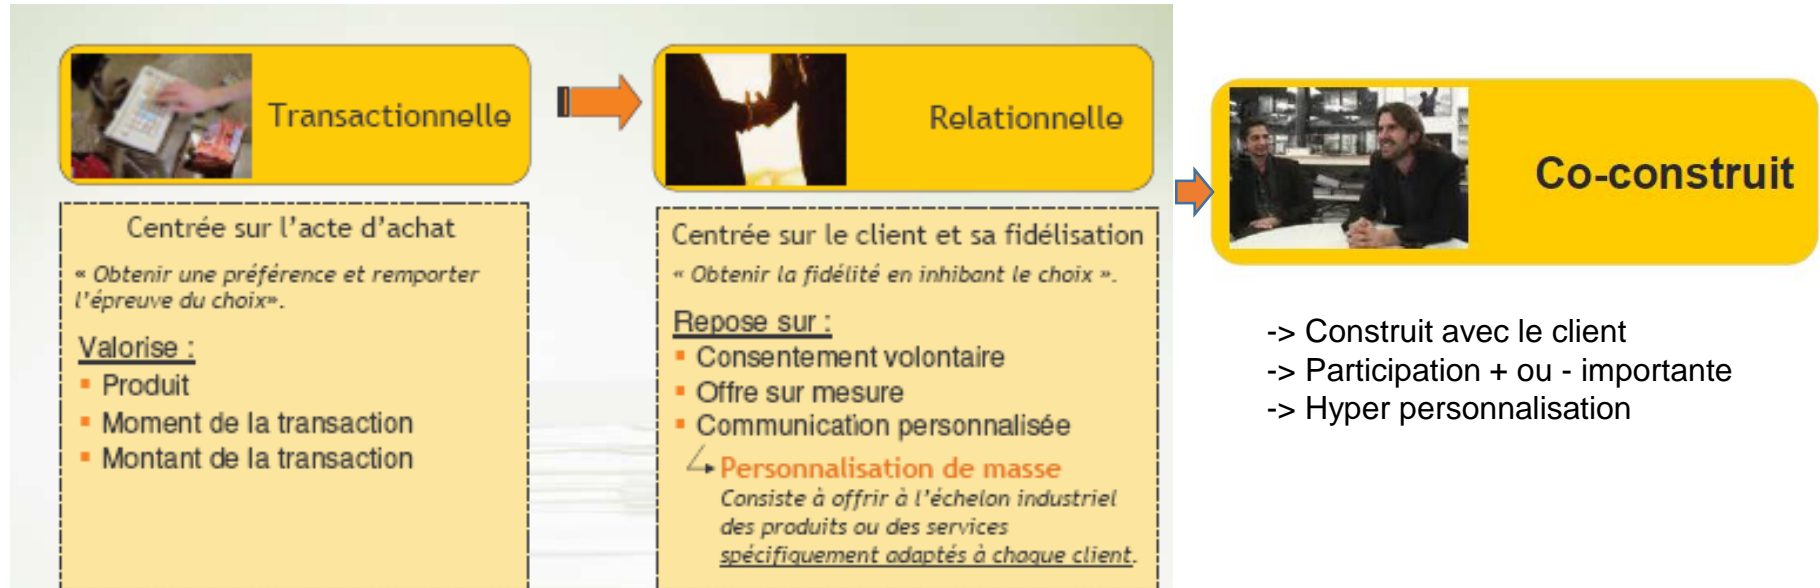 Transactionnelle
Centrée sur l'acte d'achat
« Obtenir une préférence et remporter
l'épreuve du choix».
Valorise :
▪ Produit
▪ Moment de la transaction
▪ Montant de la transaction
Relationnelle
Centrée sur le client et sa fidélisation
« Obtenir la fidélité en inhibant le choix ».
Repose sur :
▪ Consentement volontaire
▪ Offre sur mesure
▪ Communication personnalisée
Personnalisation de masse
Consiste à offrir à l'échelon industriel
des produits ou des services
spécifiquement adaptés à chaque client.
Co-construit
-> Construit avec le client
-> Participation + ou - importante
-> Hyper personnalisation